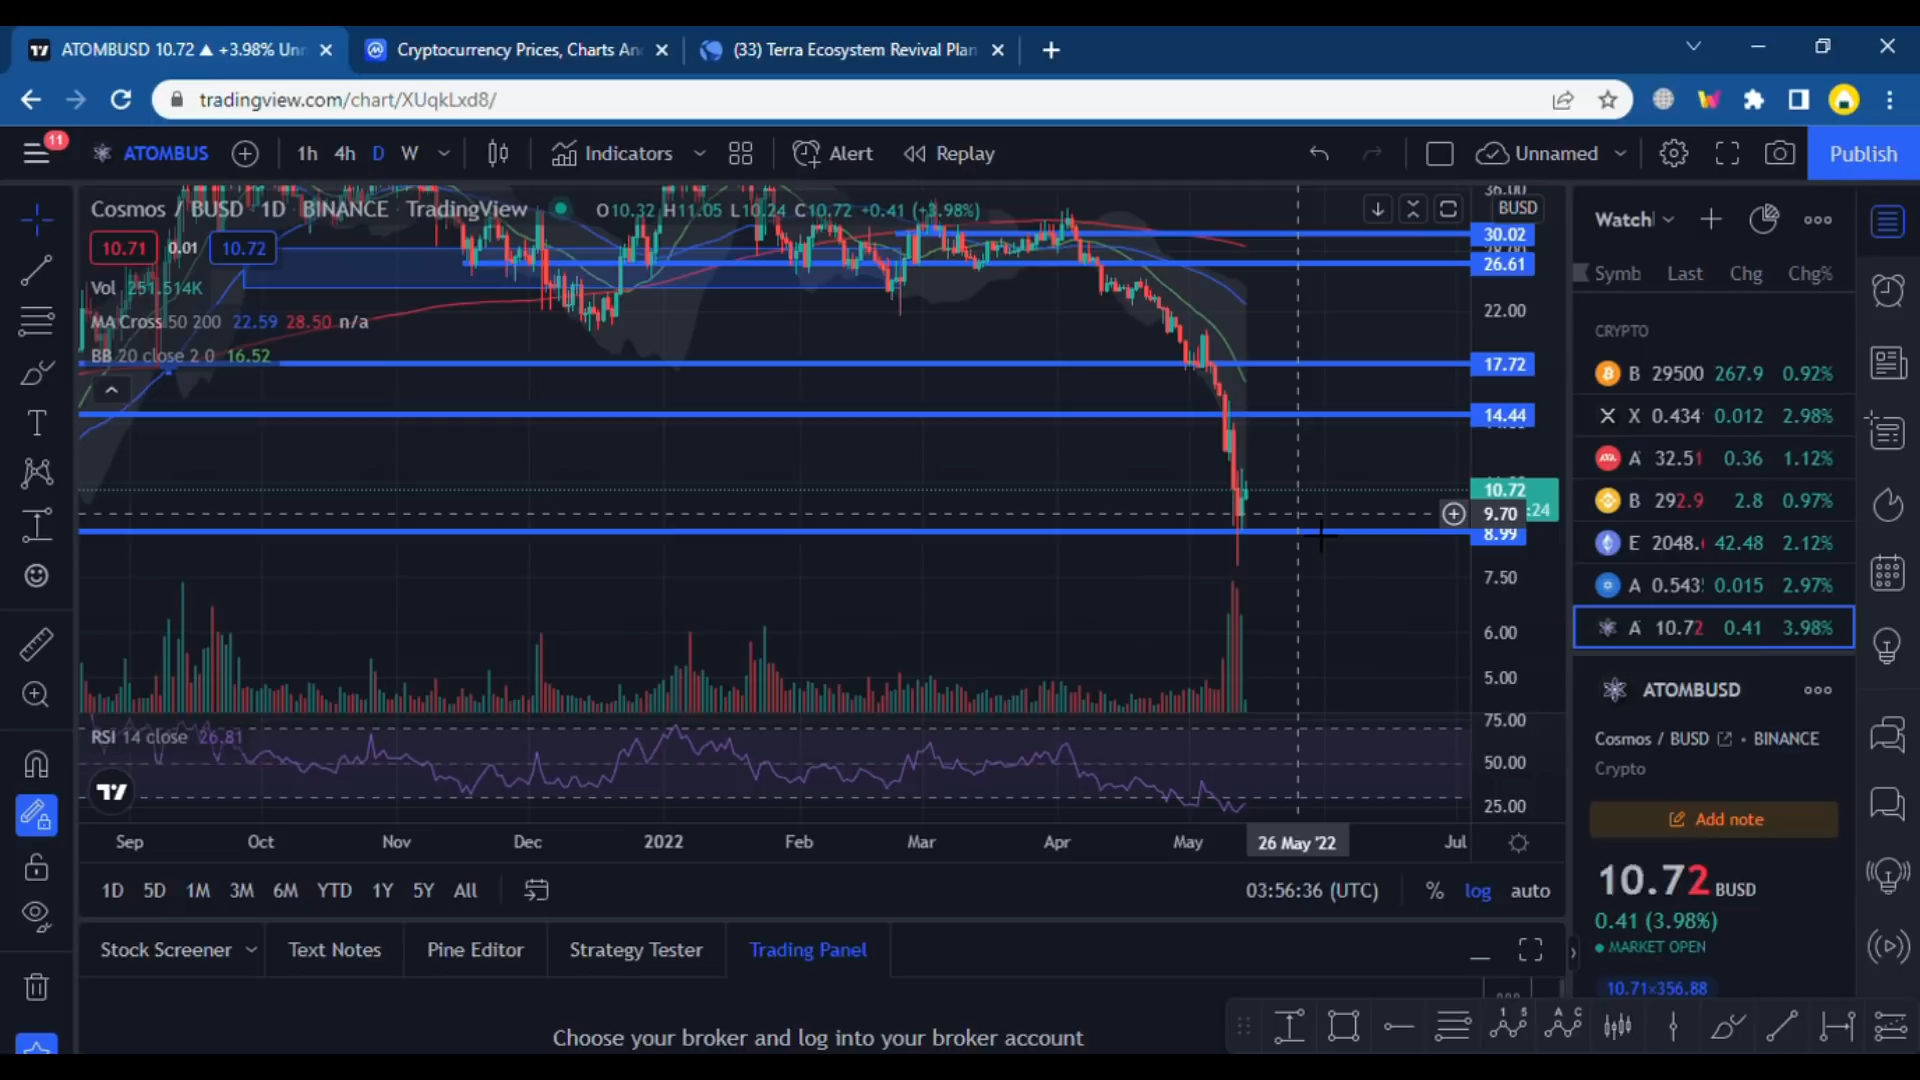 ATOMBUSD 10.72 ▲ +3.98% Unn
Cryptocurrency Prices, Charts An
(33) Terra Ecosystem Revival Plan
tradingview.com/chart/XUqkLxd8/
11
ATOMBUS
1h 4h D W
Indicators
Alert
Replay
Unnamed
Publish
Cosmos / BUSD · 1D · BINANCE · TradingView
O10.32 H11.05 L10.24 C10.72 +0.41 (+3.98%)
BUSD
10.71 0.01 10.72
Vol 251.514K
MA Cross 50 200 22.59 28.50 n/a
BB 20 close 2 0 16.52
36.00
30.02
26.61
22.00
17.72
14.44
10.72
:24
9.70
8.99
7.50
6.00
5.00
RSI 14 close 26.81
75.00
50.00
25.00
Sep Oct Nov Dec 2022 Feb Mar Apr May 26 May '22 Jul
1D 5D 1M 3M 6M YTD 1Y 5Y All
03:56:36 (UTC) % log auto
Stock Screener
Text Notes
Pine Editor
Strategy Tester
Trading Panel
Choose your broker and log into your broker account
Watchl
Symb Last Chg Chg%
CRYPTO
B 29500 267.9 0.92%
X 0.434 0.012 2.98%
A 32.51 0.36 1.12%
B 292.9 2.8 0.97%
E 2048. 42.48 2.12%
A 0.543 0.015 2.97%
A 10.72 0.41 3.98%
ATOMBUSD
Cosmos / BUSD • BINANCE
Crypto
Add note
10.72 BUSD
0.41 (3.98%)
MARKET OPEN
10.71×356.88